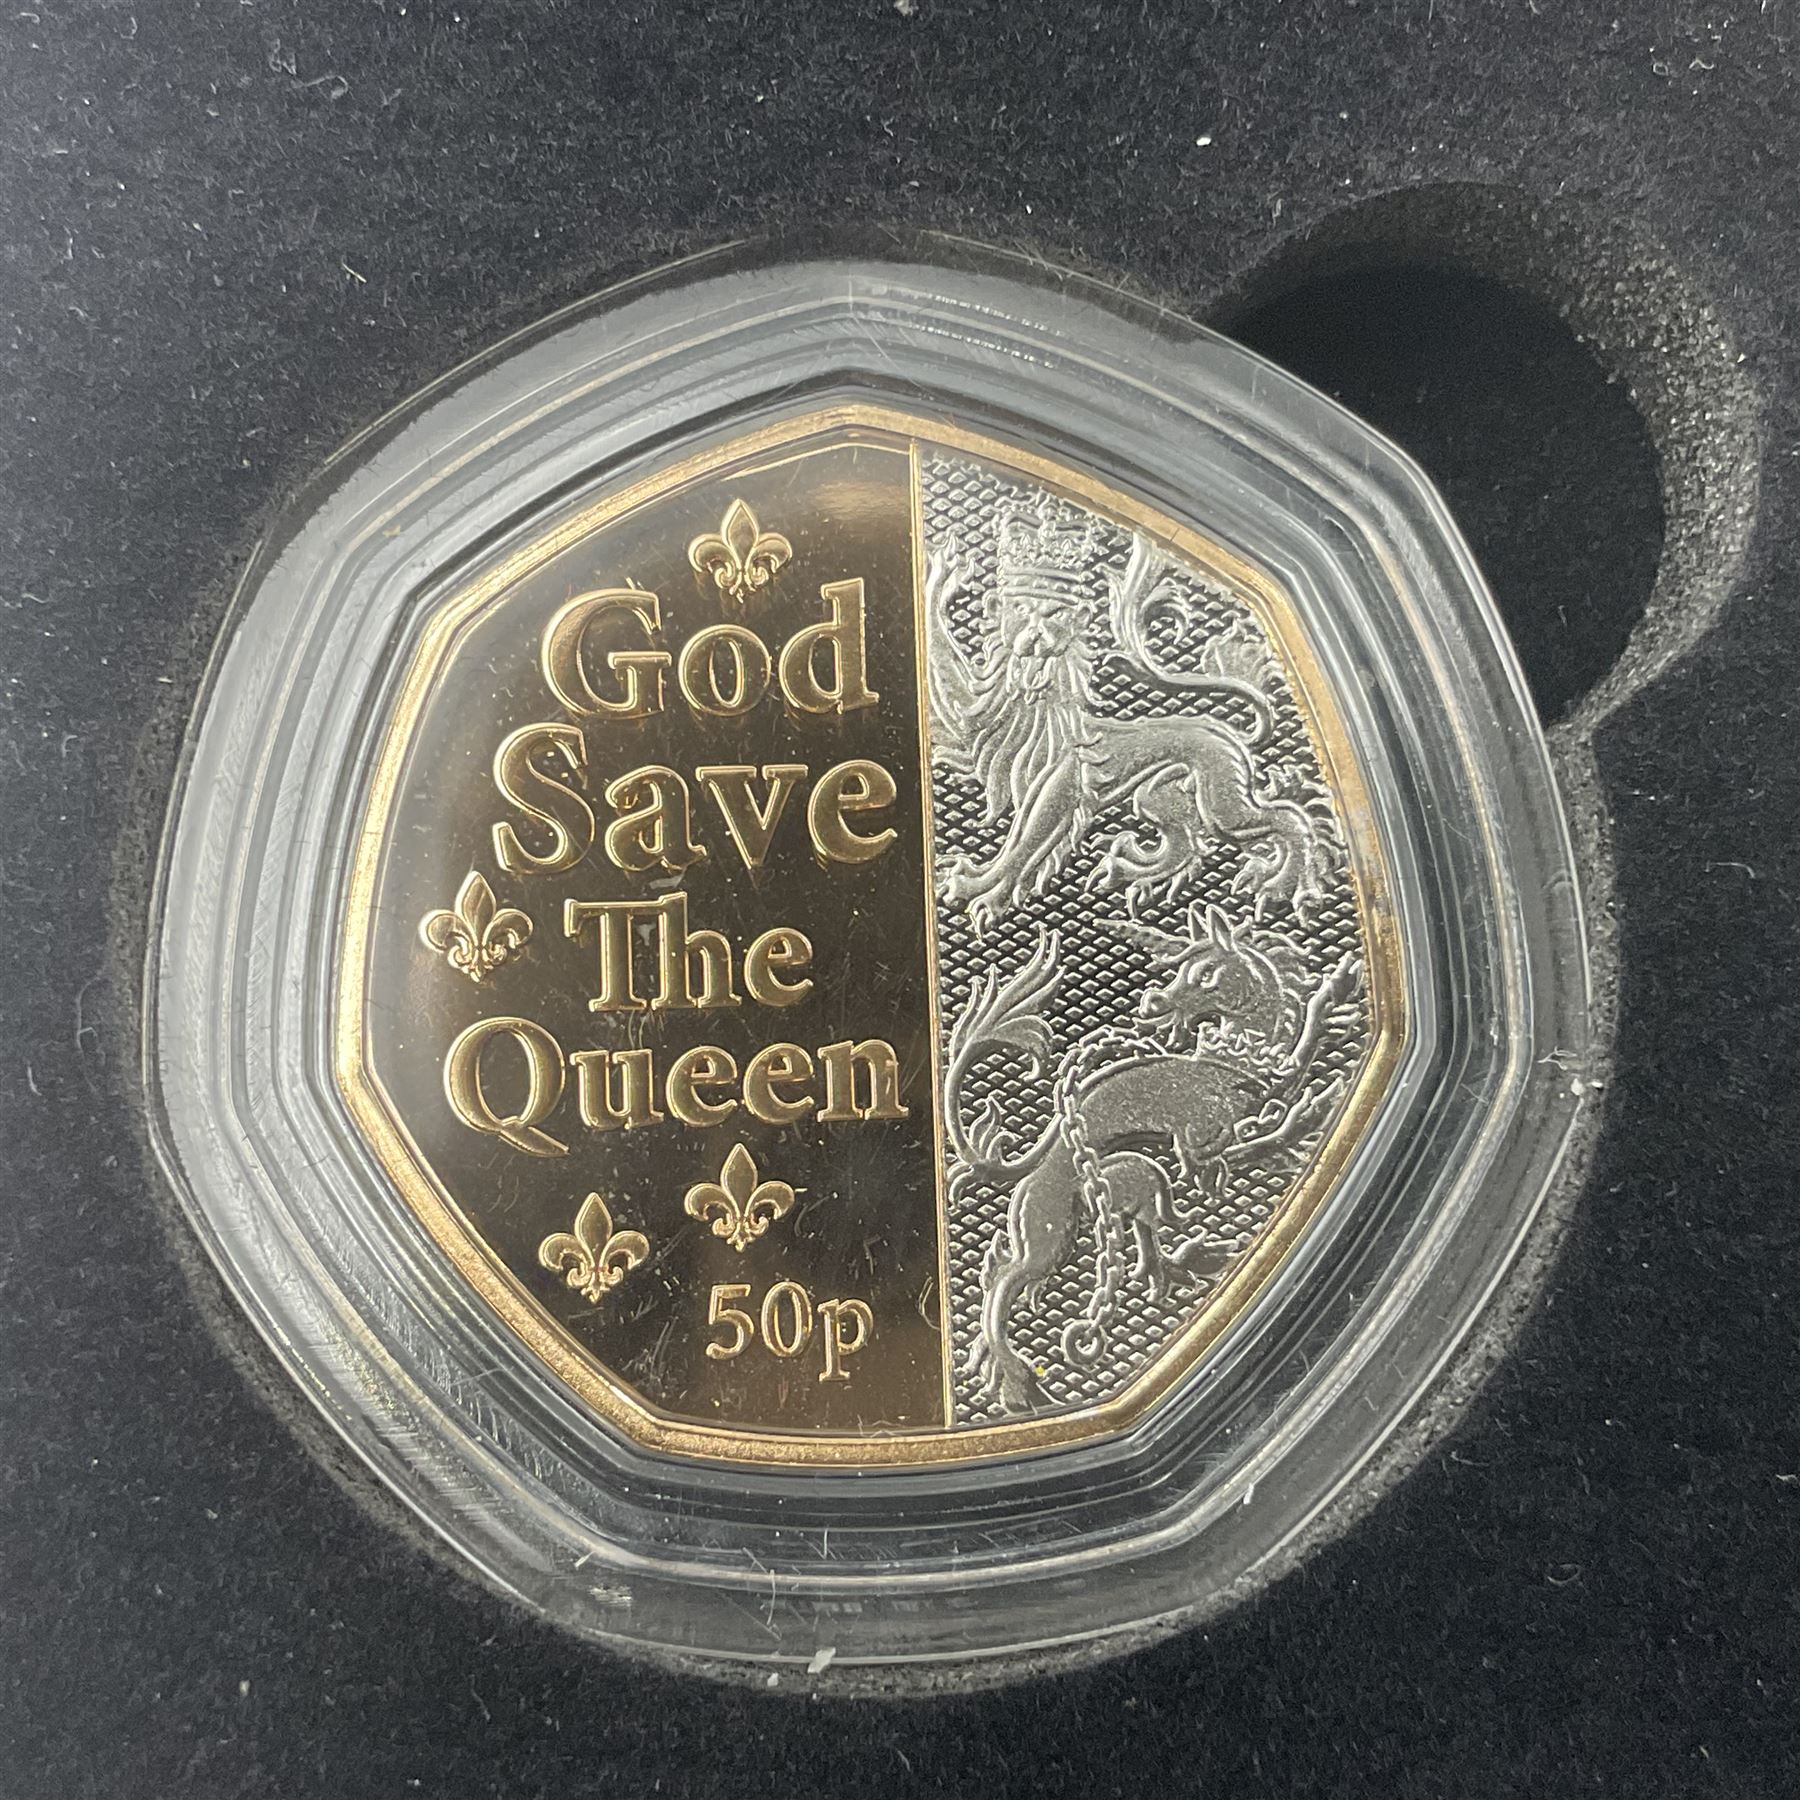 God
Save
The
Queen
50p